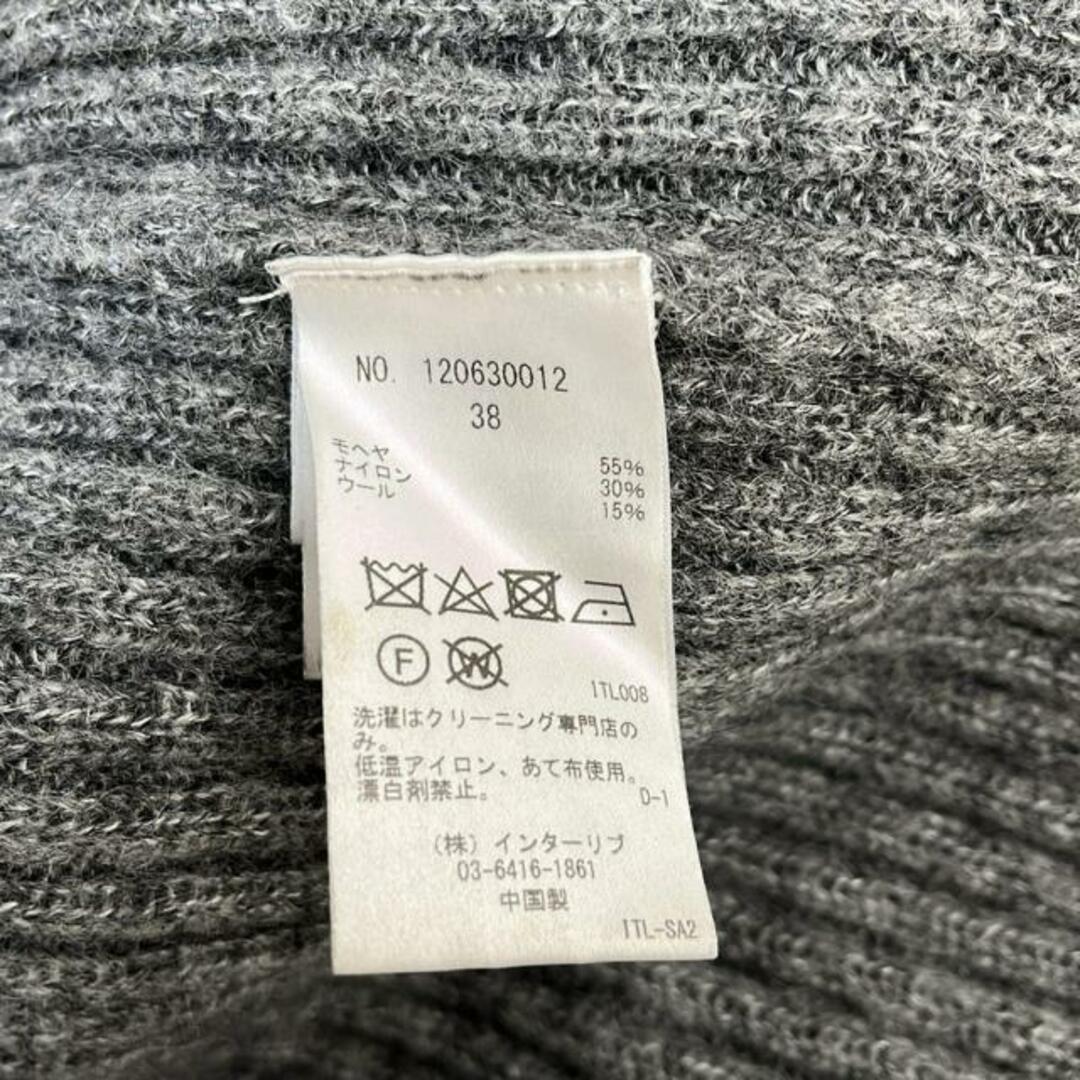 NO. 120630012
38
モヘヤ 55%
ナイロン 30%
ウール 15%
F W
ITL008
洗濯はクリーニング専門店の
み。
低温アイロン、あて布使用。
漂白剤禁止。
D-1
(株)インターリブ
03-6416-1861
中国製
ITL-SA2